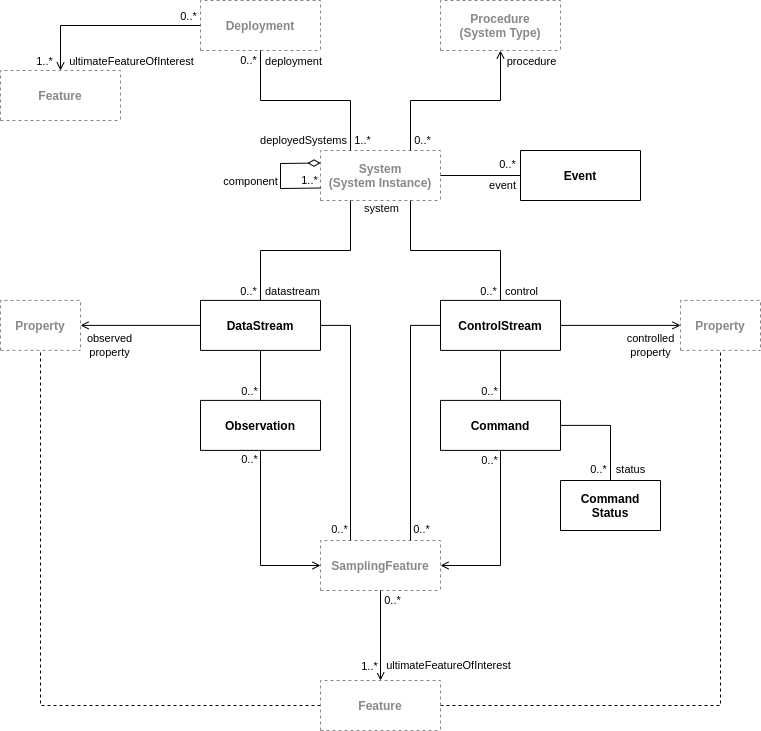 0..*
Deployment
Procedure
(System Type)
1..*
ultimateFeatureOfInterest
0..*
deployment
procedure
Feature
deployedSystems
1..*
0..*
System
(System Instance)
component
1..*
0..*
event
Event
system
0..*
datastream
0..*
control
Property
DataStream
ControlStream
Property
observed
property
controlled
property
0..*
0..*
Observation
Command
0..*
0..*
0..*
status
Command
Status
0..*
0..*
SamplingFeature
0..*
1..*
ultimateFeatureOfInterest
Feature